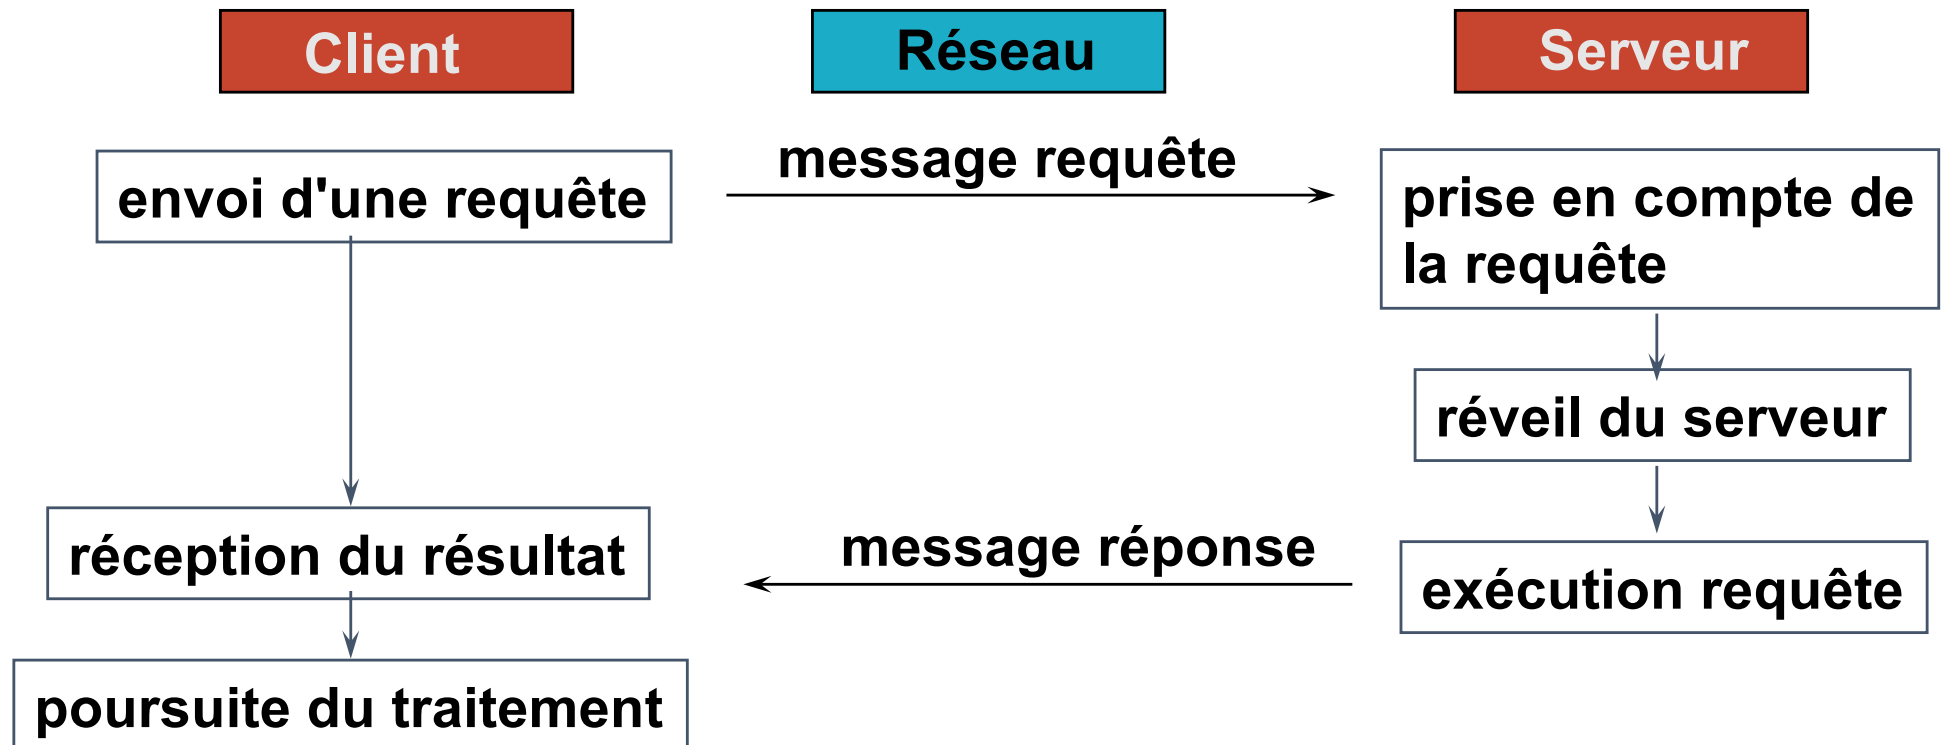 Client
Réseau
Serveur
envoi d'une requête
message requête
prise en compte de
la requête
réveil du serveur
réception du résultat
message réponse
exécution requête
poursuite du traitement